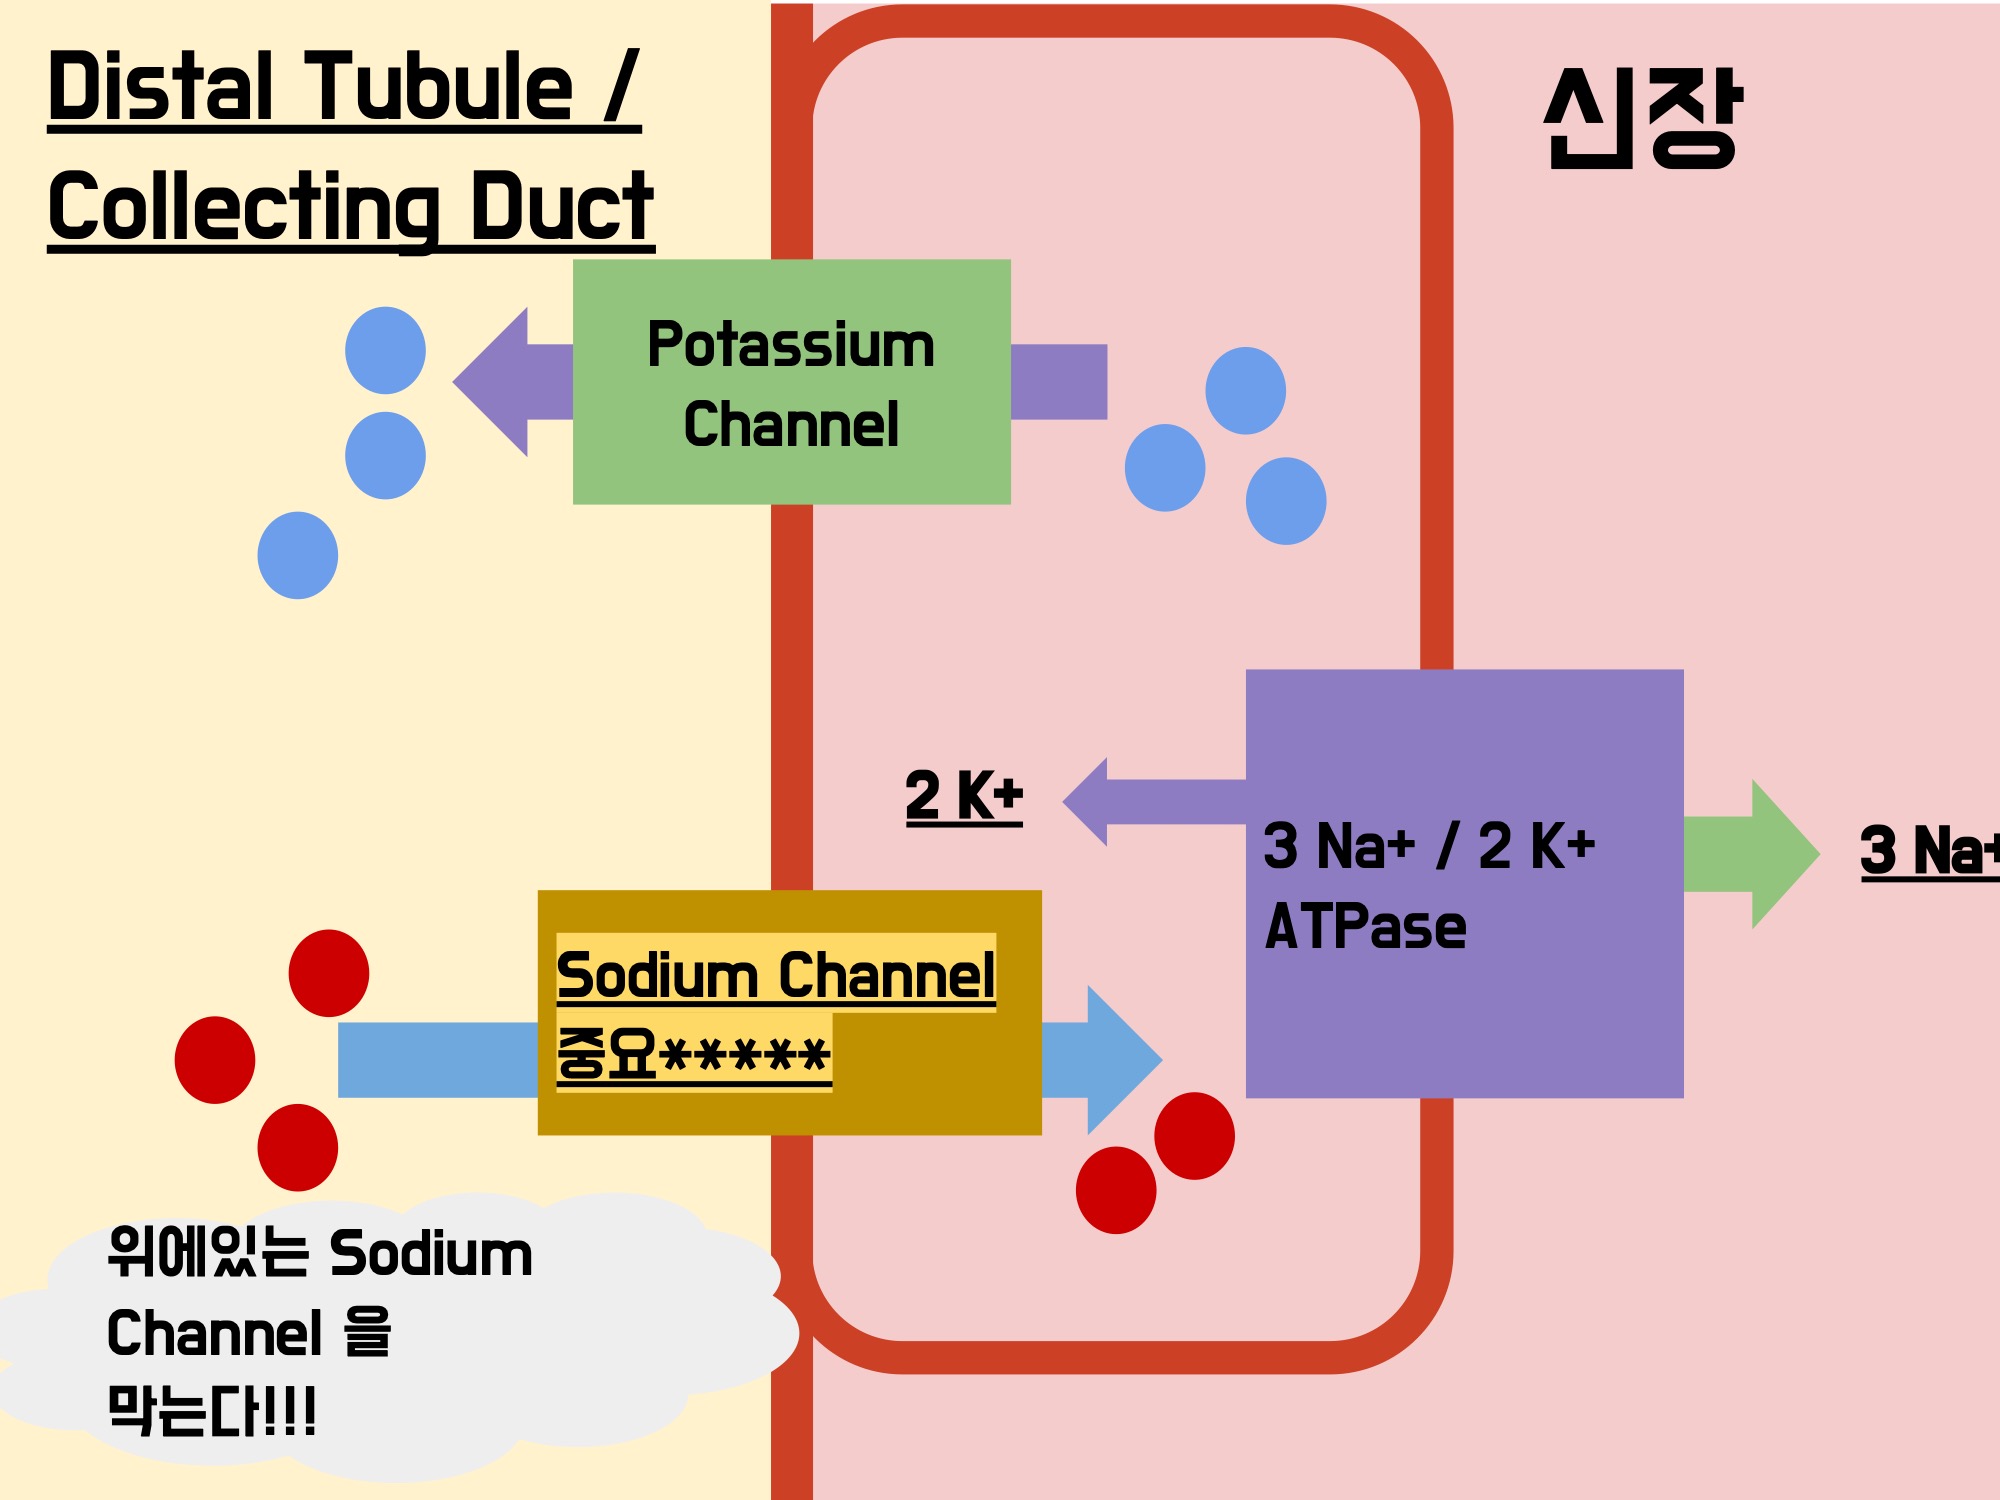 Distal Tubule /
Collecting Duct
신장
Potassium
Channel
2 K+
3 Na+ / 2 K+
ATPase
3 Na+
Sodium Channel
중요*****
위에있는 Sodium
Channel 을
막는다!!!